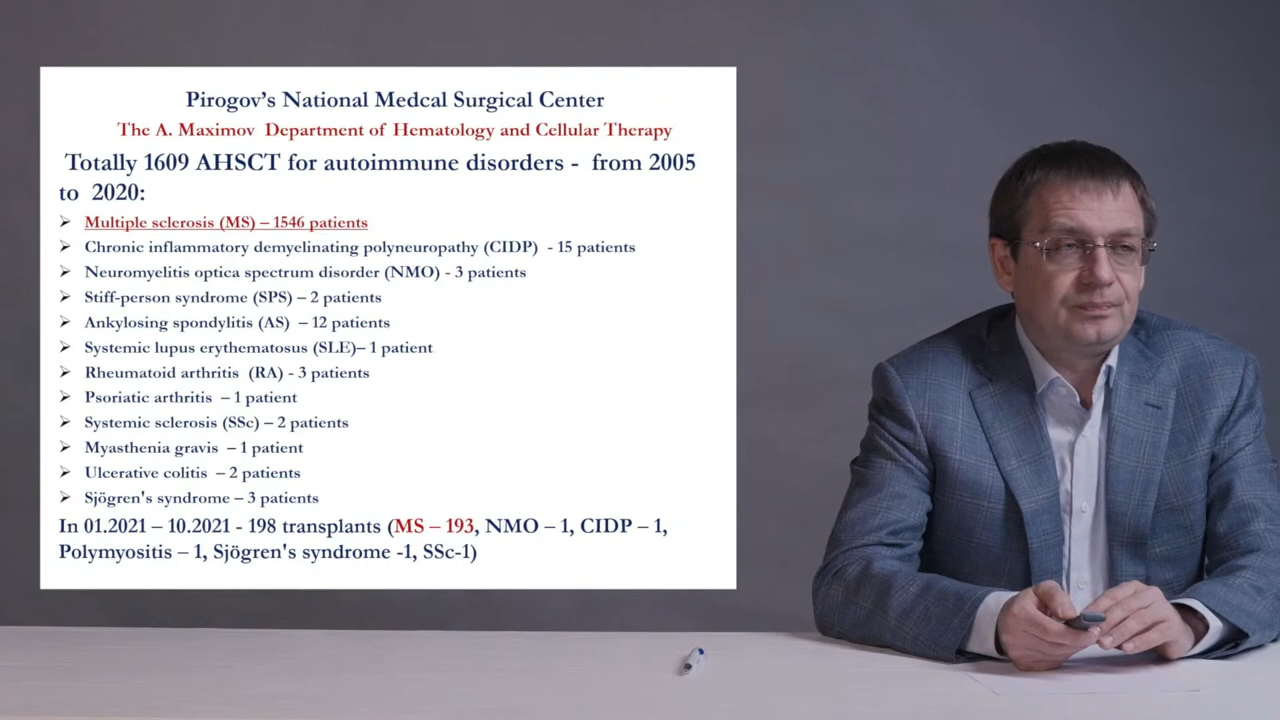 Pirogov’s National Medcal Surgical Center
The A. Maximov Department of Hematology and Cellular Therapy
Totally 1609 AHSCT for autoimmune disorders - from 2005
to 2020:
➢ Multiple sclerosis (MS) – 1546 patients
➢ Chronic inflammatory demyelinating polyneuropathy (CIDP) - 15 patients
➢ Neuromyelitis optica spectrum disorder (NMO) - 3 patients
➢ Stiff-person syndrome (SPS) – 2 patients
➢ Ankylosing spondylitis (AS) – 12 patients
➢ Systemic lupus erythematosus (SLE)– 1 patient
➢ Rheumatoid arthritis (RA) - 3 patients
➢ Psoriatic arthritis – 1 patient
➢ Systemic sclerosis (SSc) – 2 patients
➢ Myasthenia gravis – 1 patient
➢ Ulcerative colitis – 2 patients
➢ Sjögren's syndrome – 3 patients
In 01.2021 – 10.2021 - 198 transplants (MS – 193, NMO – 1, CIDP – 1,
Polymyositis – 1, Sjögren's syndrome -1, SSc-1)